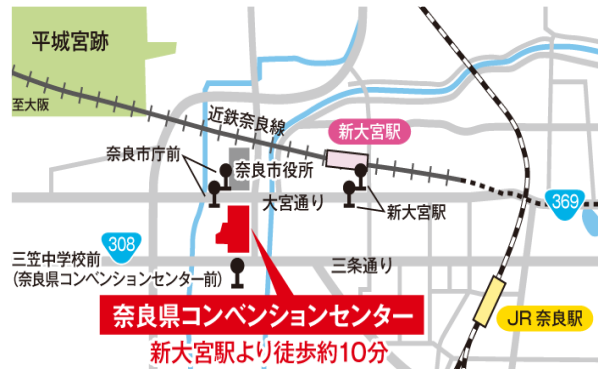 平城宮跡
至大阪
近鉄奈良線
新大宮駅
奈良市庁前
奈良市役所
大宮通り
新大宮駅
369
308
三笠中学校前
(奈良県コンベンションセンター前)
三条通り
奈良県コンベンションセンター
JR奈良駅
新大宮駅より徒歩約10分